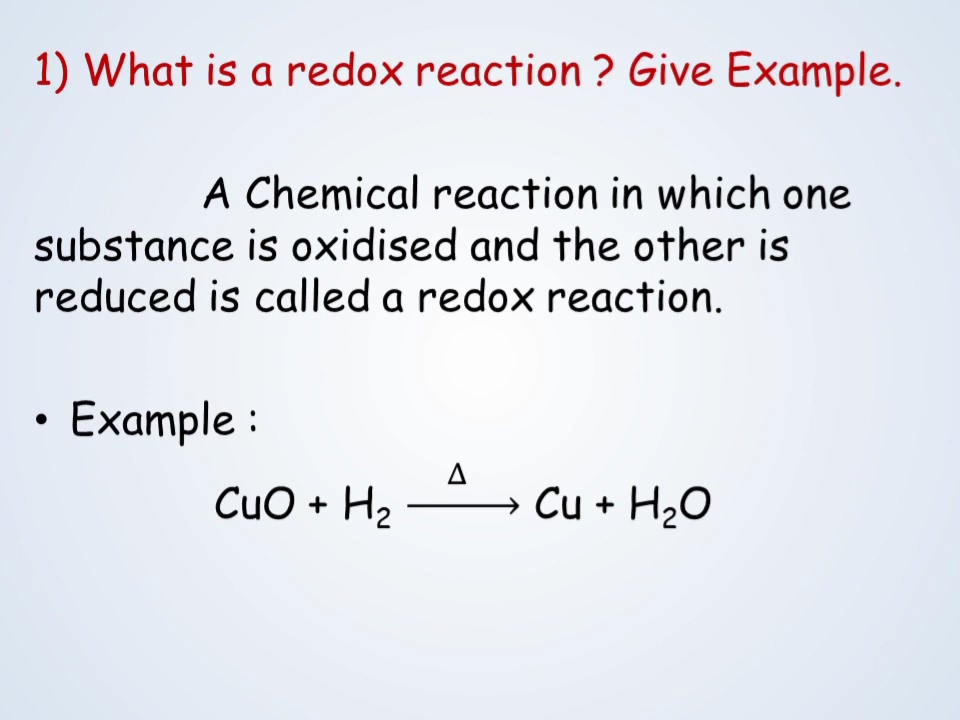 1) What is a redox reaction ? Give Example.
A Chemical reaction in which one
substance is oxidised and the other is
reduced is called a redox reaction.
• Example :
Δ
CuO + H₂ ⟶ Cu + H₂O